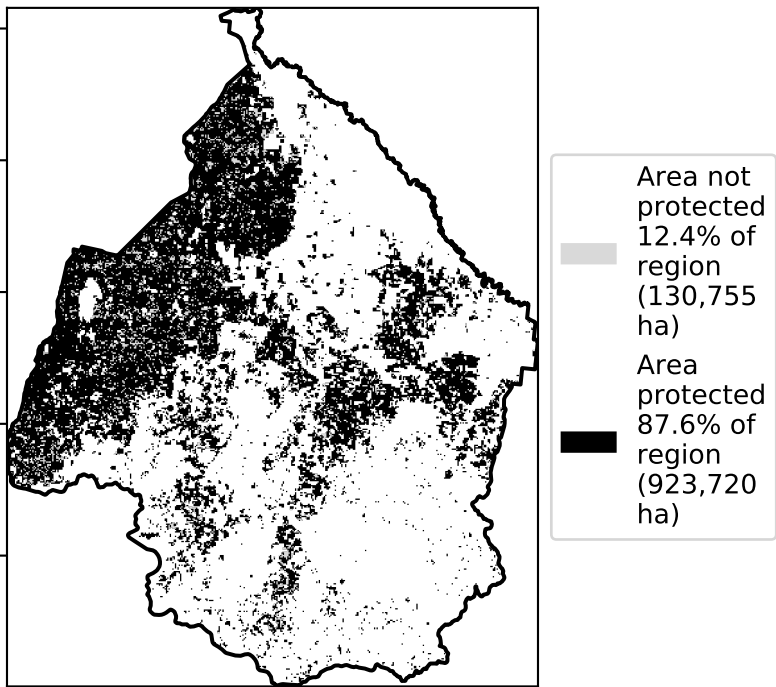 Area not
protected
12.4% of
region
(130,755
ha)
Area
protected
87.6% of
region
(923,720
ha)